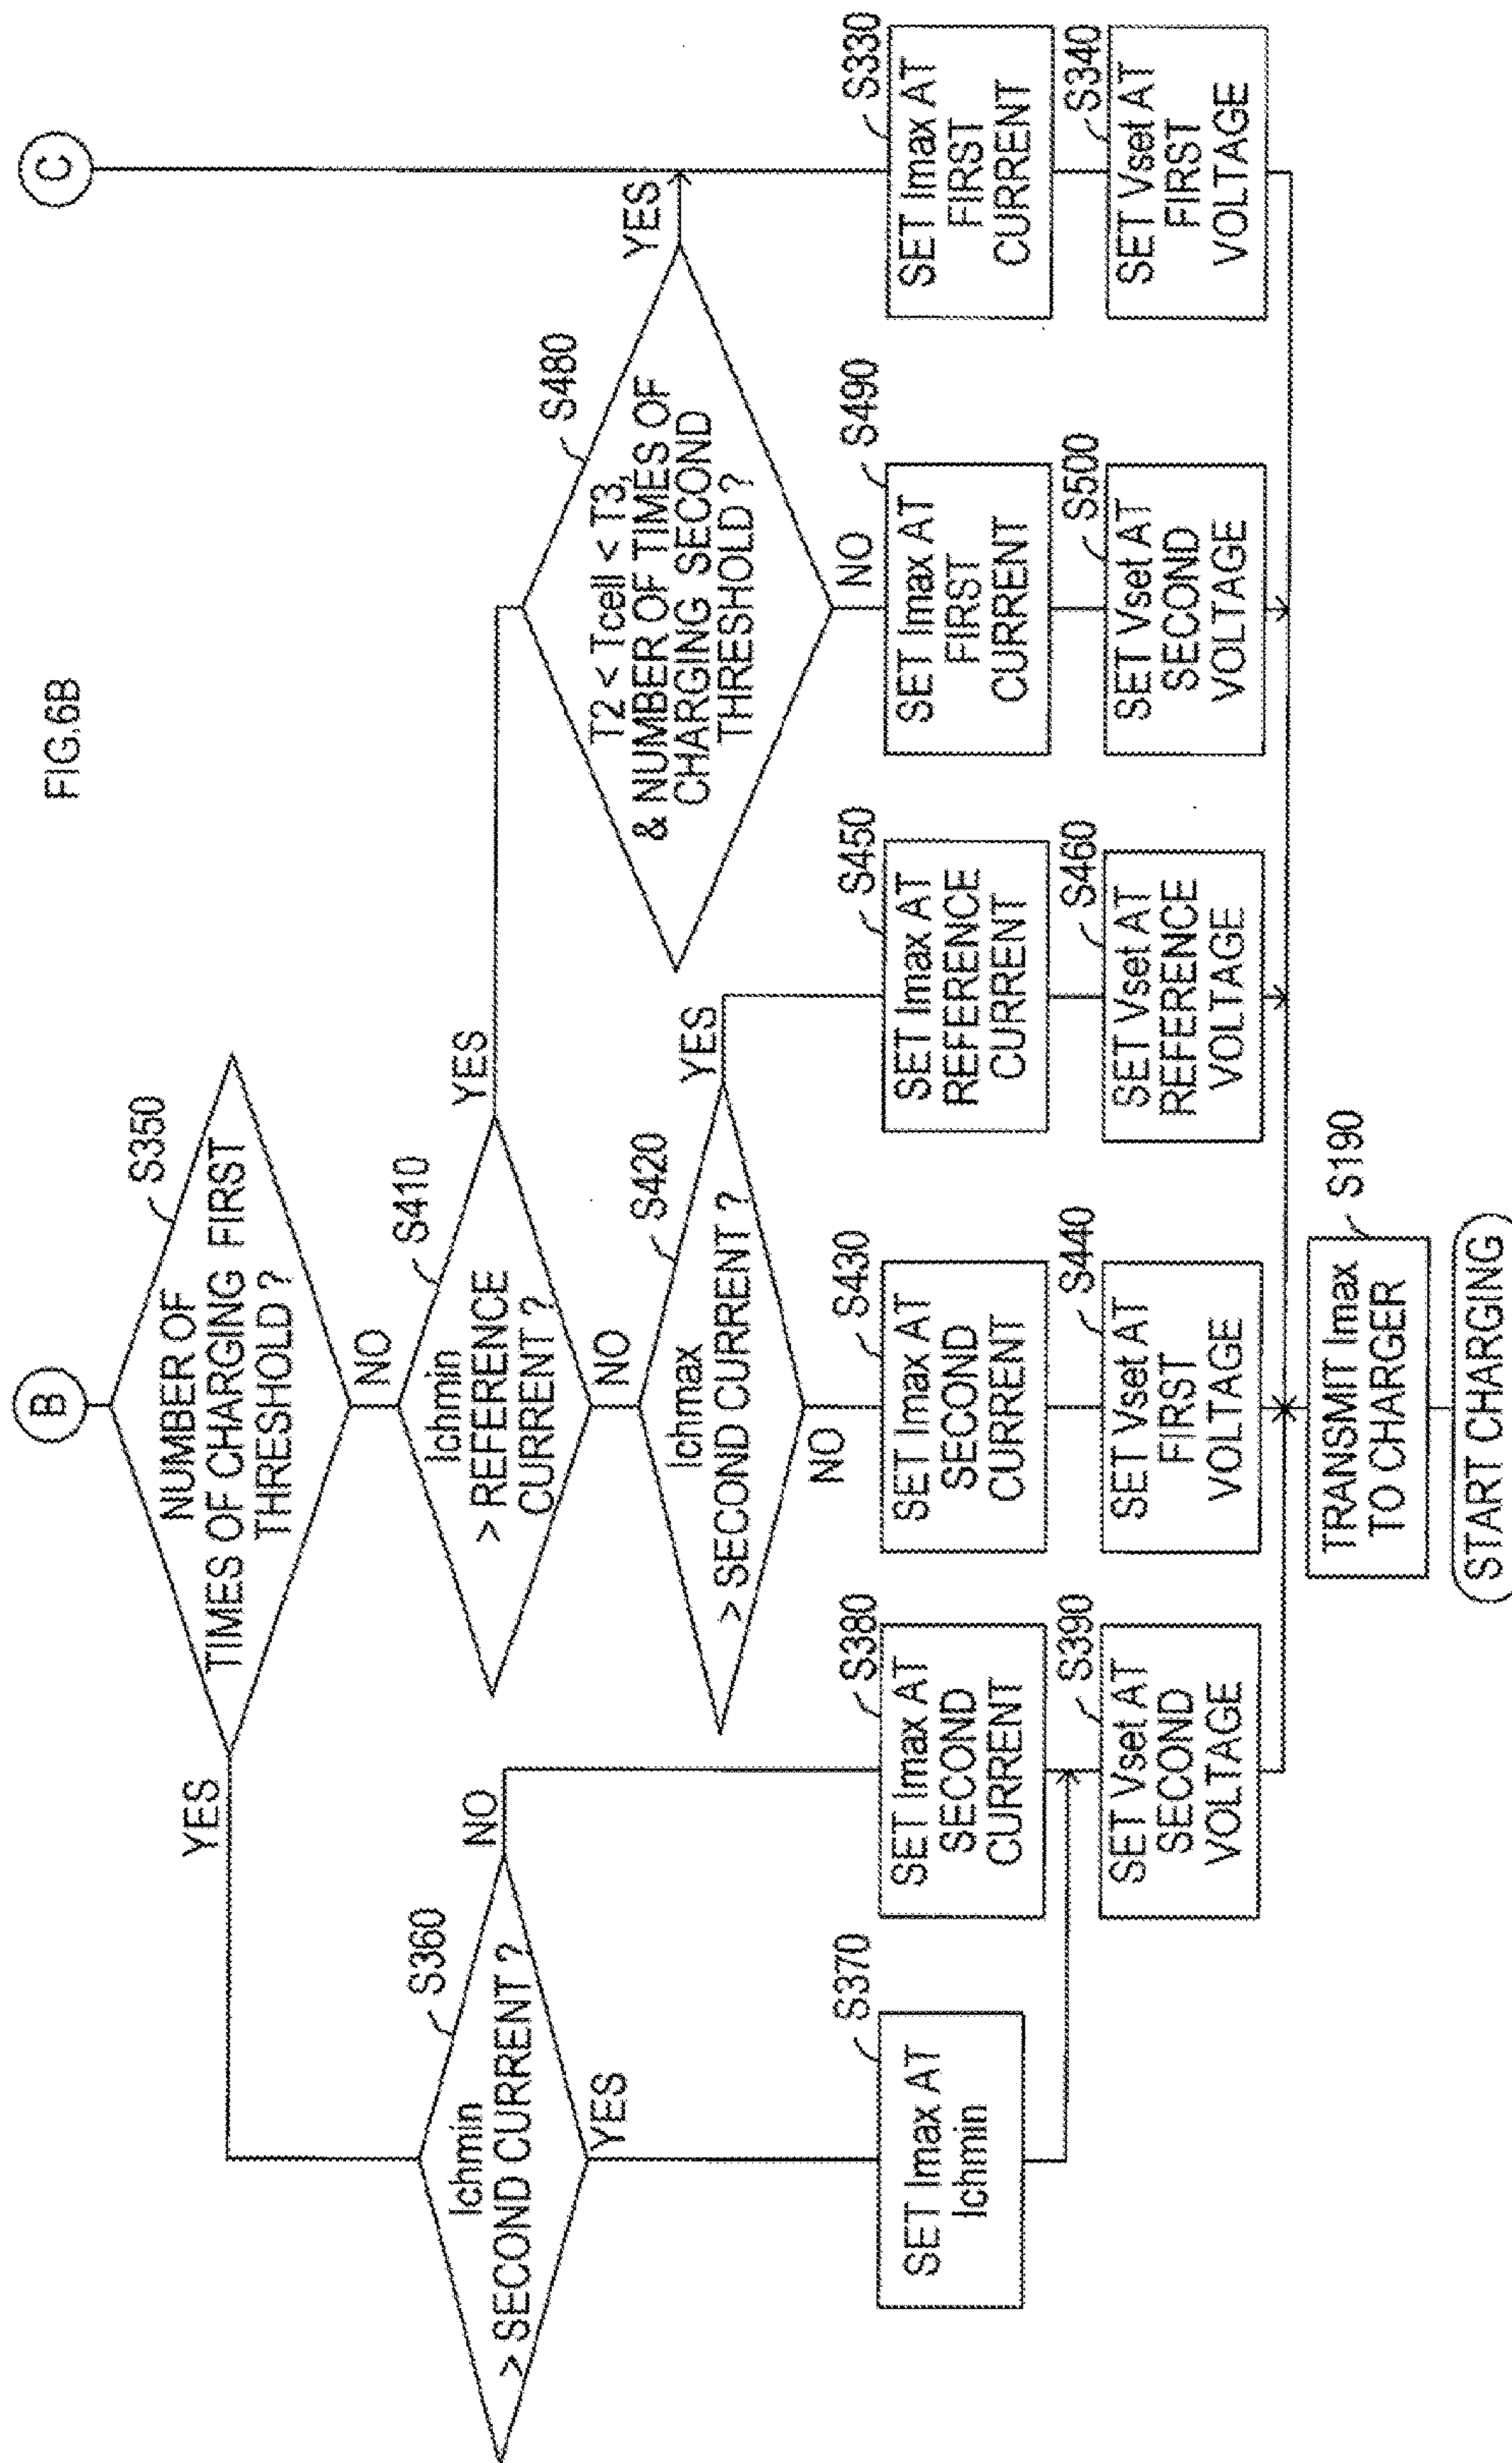 FIG.6B
B
C
NUMBER OF
TIMES OF CHARGING FIRST
THRESHOLD ?
S350
YES
NO
Ichmin
> SECOND CURRENT ?
S360
NO
YES
Ichmin
> REFERENCE
CURRENT ?
S410
YES
NO
Ichmax
> SECOND CURRENT ?
S420
YES
NO
T2 < Tcell < T3,
& NUMBER OF TIMES OF
CHARGING SECOND
THRESHOLD ?
S480
YES
NO
SET Imax AT
Ichmin
S370
SET Imax AT
SECOND
CURRENT
S380
SET Imax AT
SECOND
CURRENT
S430
SET Imax AT
REFERENCE
CURRENT
S450
SET Imax AT
FIRST
CURRENT
S490
SET Imax AT
FIRST
CURRENT
S330
SET Vset AT
SECOND
VOLTAGE
S390
SET Vset AT
FIRST
VOLTAGE
S440
SET Vset AT
REFERENCE
VOLTAGE
S460
SET Vset AT
SECOND
VOLTAGE
S500
SET Vset AT
FIRST
VOLTAGE
S340
TRANSMIT Imax
TO CHARGER
S190
START CHARGING